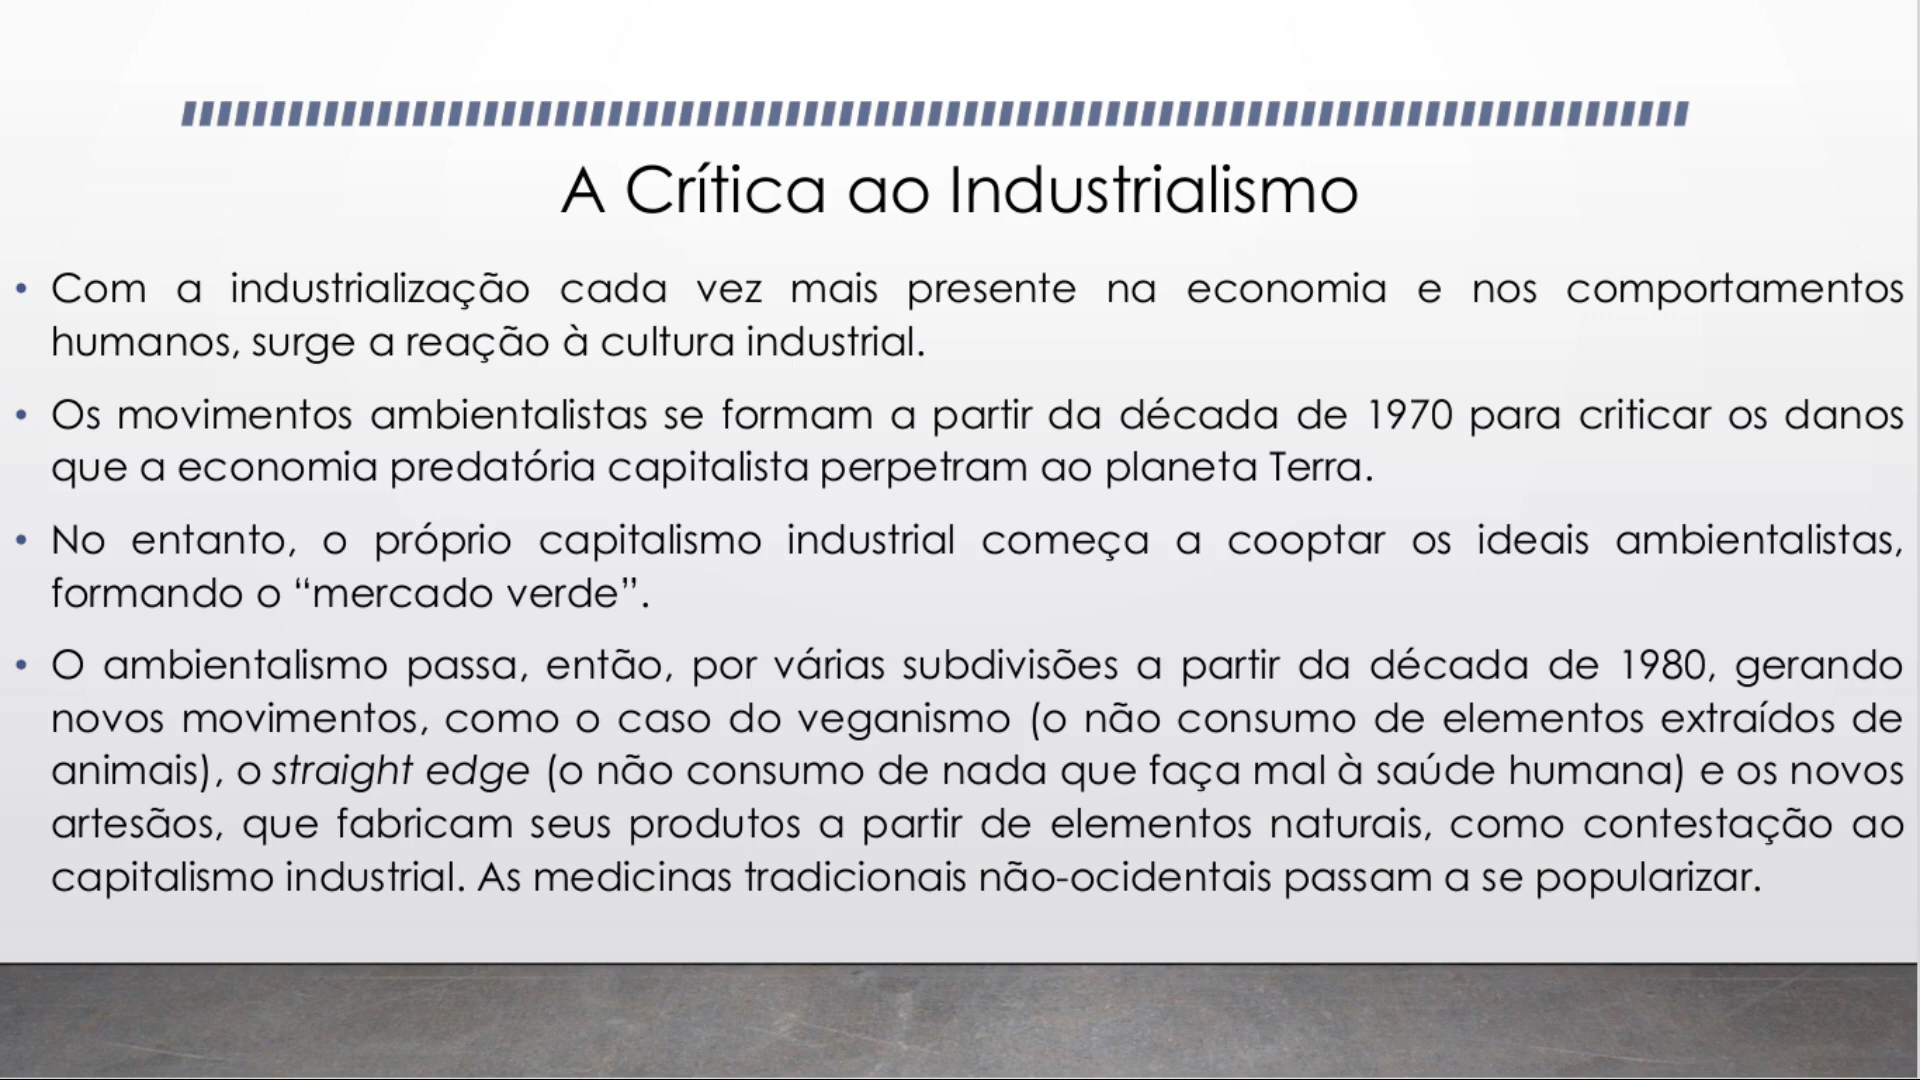 A Crítica ao Industrialismo
• Com a industrialização cada vez mais presente na economia e nos comportamentos
humanos, surge a reação à cultura industrial.
• Os movimentos ambientalistas se formam a partir da década de 1970 para criticar os danos
que a economia predatória capitalista perpetram ao planeta Terra.
• No entanto, o próprio capitalismo industrial começa a cooptar os ideais ambientalistas,
formando o “mercado verde”.
• O ambientalismo passa, então, por várias subdivisões a partir da década de 1980, gerando
novos movimentos, como o caso do veganismo (o não consumo de elementos extraídos de
animais), o straight edge (o não consumo de nada que faça mal à saúde humana) e os novos
artesãos, que fabricam seus produtos a partir de elementos naturais, como contestação ao
capitalismo industrial. As medicinas tradicionais não-ocidentais passam a se popularizar.